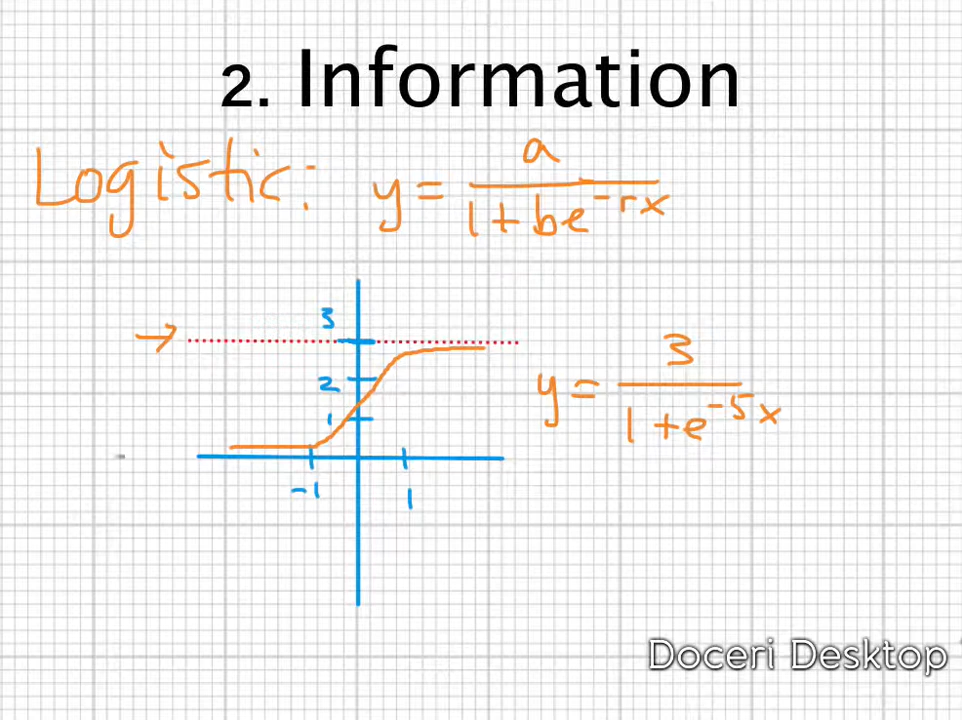 2. Information
Logistic: y = a / 1 + be^-rx
3
2
1
-1
1
y = 3 / 1 + e^-5x
Doceri Desktop